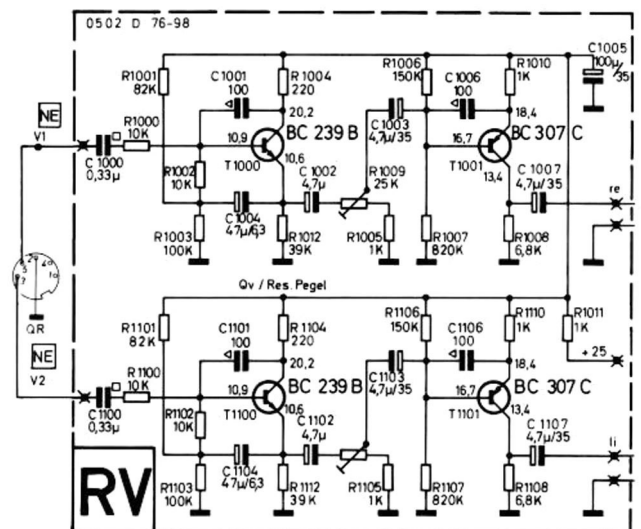 0502 D 76-98
R1001
82K
C1001
100
R1004
220
R1006
150K
C1006
100
R1010
1K
C1005
100µ/35
NE
V1
R1000
10K
C1000
0,33µ
20,2
10,9
BC 239 B
T1000
10,6
R1002
10K
C1004
47µ/6,3
C1002
4,7µ
R1009
25K
C1003
4,7µ/35
18,4
16,7
BC 307 C
T1001
13,4
C1007
4,7µ/35
re
R1003
100K
R1012
39K
R1005
1K
R1007
820K
R1008
6,8K
QR
Qv / Res. Pegel
R1101
82K
C1101
100
R1104
220
R1106
150K
C1106
100
R1110
1K
R1011
1K
+25
NE
V2
R1100
10K
C1100
0,33µ
20,2
10,9
BC 239 B
T1100
10,6
R1102
10K
C1104
47µ/6,3
C1102
4,7µ
C1103
4,7µ/35
18,4
16,7
BC 307 C
T1101
13,4
C1107
4,7µ/35
li
R1103
100K
R1112
39K
R1105
1K
R1107
820K
R1108
6,8K
RV